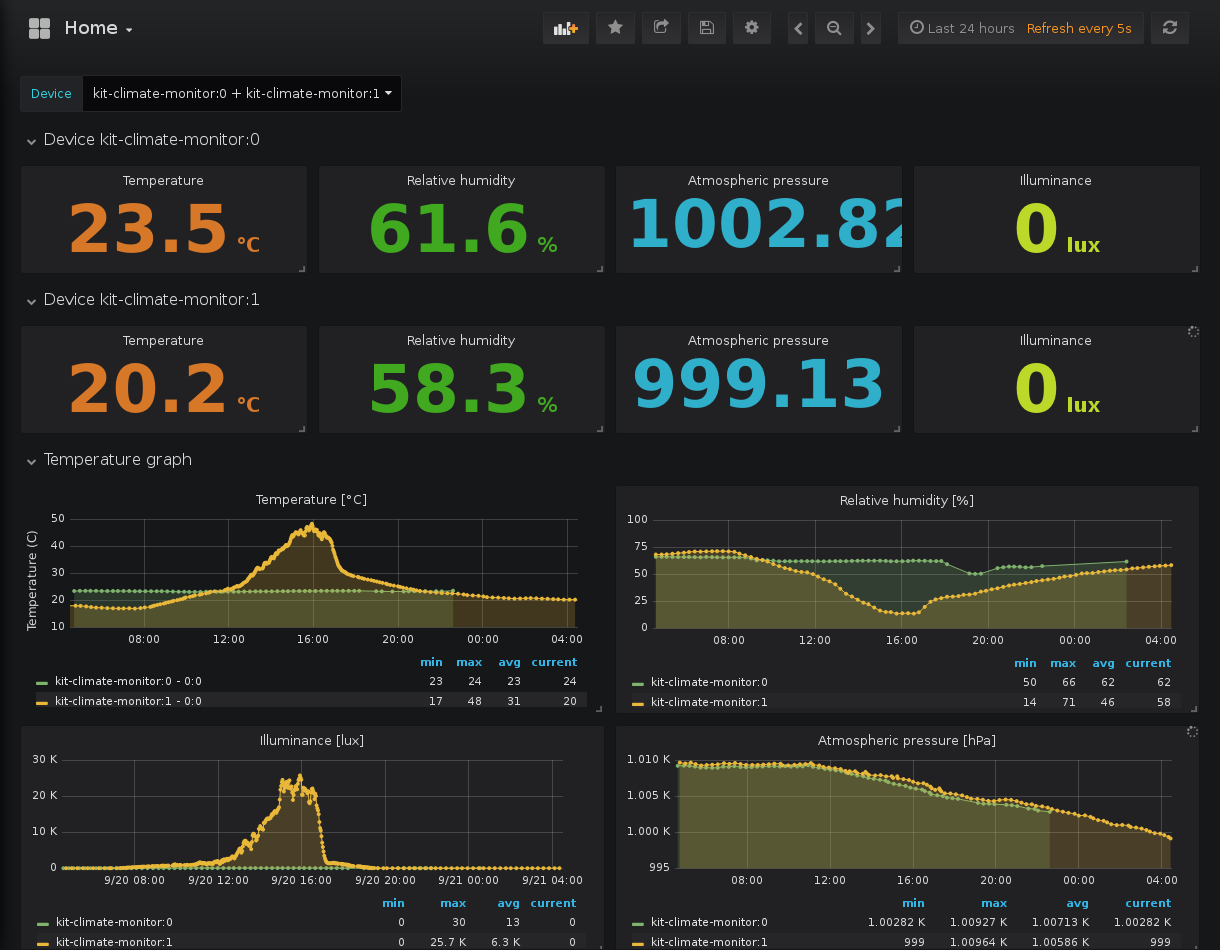 Home
Last 24 hours Refresh every 5s
Device kit-climate-monitor:0 + kit-climate-monitor:1
Device kit-climate-monitor:0
Temperature Relative humidity Atmospheric pressure Illuminance
23.5 °C 61.6 % 1002.82 0 lux
Device kit-climate-monitor:1
Temperature Relative humidity Atmospheric pressure Illuminance
20.2 °C 58.3 % 999.13 0 lux
Temperature graph
Temperature [°C]
Temperature (C)
50
40
30
20
10
08:00 12:00 16:00 20:00 00:00 04:00
min max avg current
kit-climate-monitor:0 - 0:0 23 24 23 24
kit-climate-monitor:1 - 0:0 17 48 31 20
Relative humidity [%]
100
75
50
25
0
08:00 12:00 16:00 20:00 00:00 04:00
min max avg current
kit-climate-monitor:0 50 66 62 62
kit-climate-monitor:1 14 71 46 58
Illuminance [lux]
30 K
20 K
10 K
0
9/20 08:00 9/20 12:00 9/20 16:00 9/20 20:00 9/21 00:00 9/21 04:00
min max avg current
kit-climate-monitor:0 0 30 13 0
kit-climate-monitor:1 0 25.7 K 6.3 K 0
Atmospheric pressure [hPa]
1.010 K
1.005 K
1.000 K
995
08:00 12:00 16:00 20:00 00:00 04:00
min max avg current
kit-climate-monitor:0 1.00282 K 1.00927 K 1.00713 K 1.00282 K
kit-climate-monitor:1 999 1.00964 K 1.00586 K 999